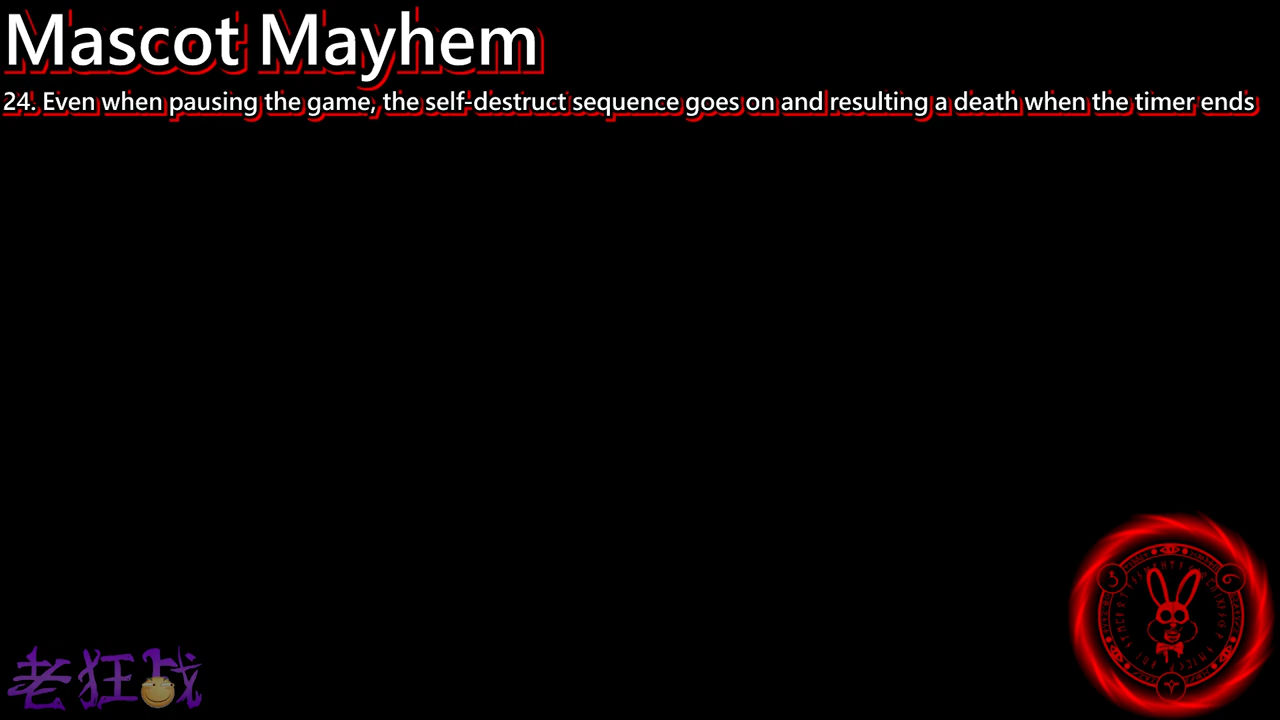 Mascot Mayhem
24. Even when pausing the game, the self-destruct sequence goes on and resulting a death when the timer ends
老狂战